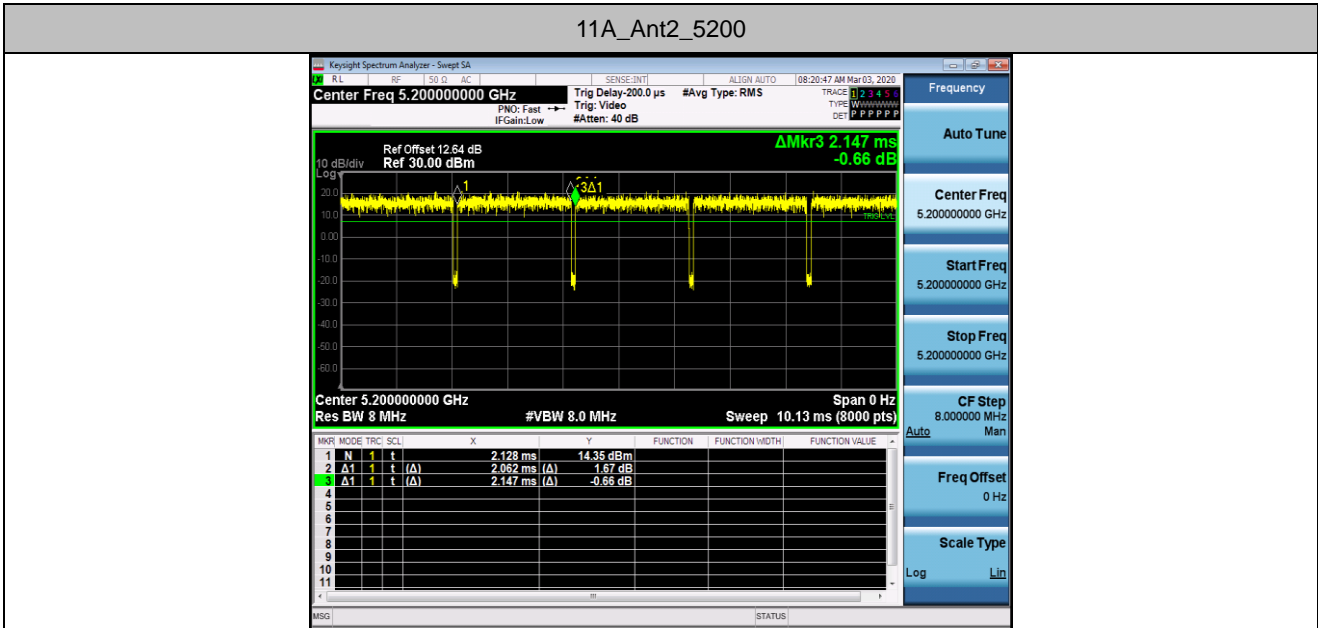 11A_Ant2_5200
Keysight Spectrum Analyzer - Swept SA
LXI RL RF 50 Ω AC SENSE:INT ALIGN AUTO 08:20:47 AM Mar 03, 2020
Center Freq 5.200000000 GHz Trig Delay-200.0 µs #Avg Type: RMS TRACE 1 2 3 4 5 6
PNO: Fast Trig: Video TYPE WWWWWW
IFGain:Low #Atten: 40 dB DET P P P P P P
ΔMkr3 2.147 ms
-0.66 dB
Ref Offset 12.64 dB
10 dB/div Ref 30.00 dBm
Log
1
3Δ1
20.0
10.0
TRIG LVL
0.00
-10.0
-20.0
-30.0
-40.0
-50.0
-60.0
Center 5.200000000 GHz Span 0 Hz
Res BW 8 MHz #VBW 8.0 MHz Sweep 10.13 ms (8000 pts)
MKR MODE TRC SCL X Y FUNCTION FUNCTION WIDTH FUNCTION VALUE
1 N 1 t 2.128 ms 14.35 dBm
2 Δ1 1 t (Δ) 2.062 ms (Δ) 1.67 dB
3 Δ1 1 t (Δ) 2.147 ms (Δ) -0.66 dB
4
5
6
7
8
9
10
11
MSG STATUS
Frequency
Auto Tune
Center Freq
5.200000000 GHz
Start Freq
5.200000000 GHz
Stop Freq
5.200000000 GHz
CF Step
8.000000 MHz
Auto Man
Freq Offset
0 Hz
Scale Type
Log Lin